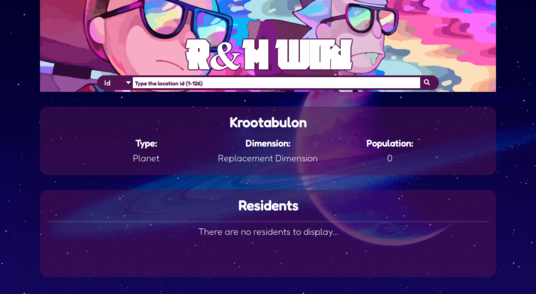 R&M WIKI
Id
Type the location id (1-126)
Krootabulon
Type: Dimension: Population:
Planet Replacement Dimension 0
Residents
There are no residents to display...